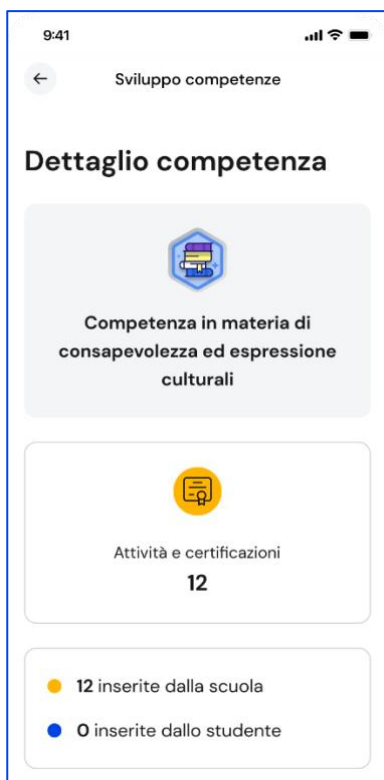 9:41
Sviluppo competenze
Dettaglio competenza
Competenza in materia di
consapevolezza ed espressione
culturali
Attività e certificazioni
12
12 inserite dalla scuola
0 inserite dallo studente